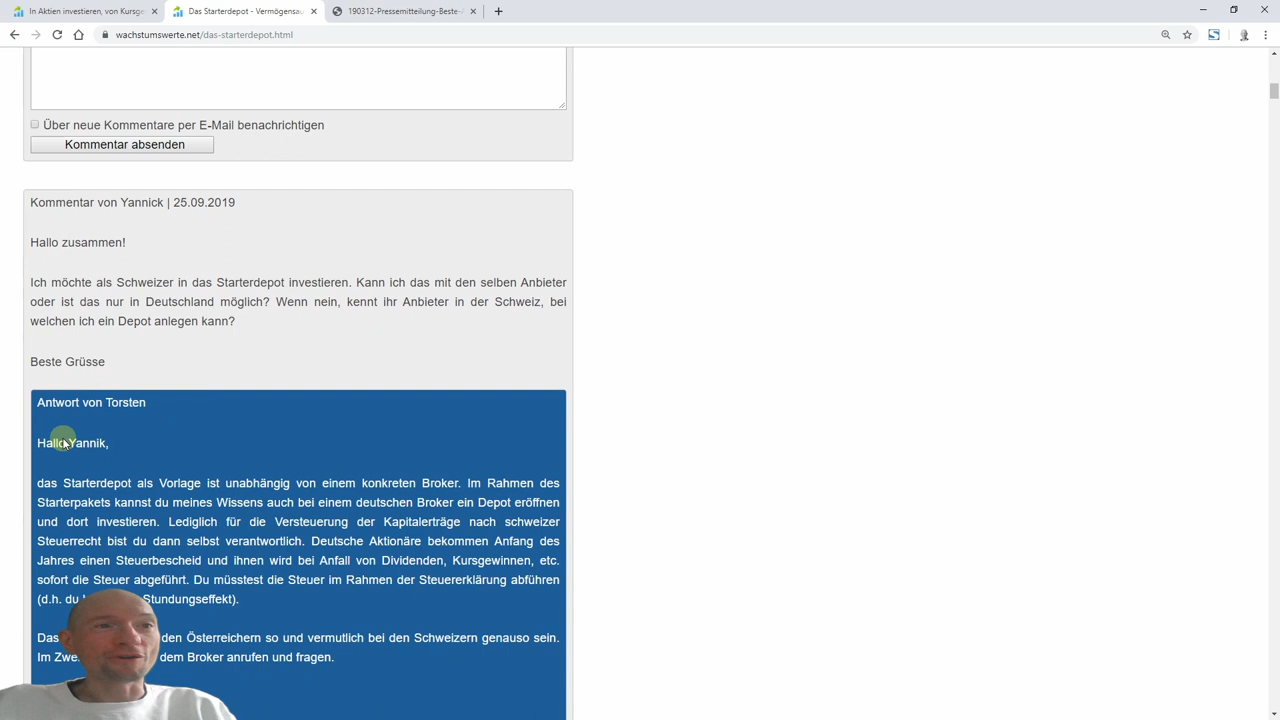 In Aktien investieren, von Kursge
Das Starterdepot - Vermögensau
190312-Pressemitteilung-Beste-A
wachstumswerte.net/das-starterdepot.html
Über neue Kommentare per E-Mail benachrichtigen
Kommentar absenden
Kommentar von Yannick | 25.09.2019
Hallo zusammen!
Ich möchte als Schweizer in das Starterdepot investieren. Kann ich das mit den selben Anbieter
oder ist das nur in Deutschland möglich? Wenn nein, kennt ihr Anbieter in der Schweiz, bei
welchen ich ein Depot anlegen kann?
Beste Grüsse
Antwort von Torsten
Hallo Yannik,
das Starterdepot als Vorlage ist unabhängig von einem konkreten Broker. Im Rahmen des
Starterpakets kannst du meines Wissens auch bei einem deutschen Broker ein Depot eröffnen
und dort investieren. Lediglich für die Versteuerung der Kapitalerträge nach schweizer
Steuerrecht bist du dann selbst verantwortlich. Deutsche Aktionäre bekommen Anfang des
Jahres einen Steuerbescheid und ihnen wird bei Anfall von Dividenden, Kursgewinnen, etc.
sofort die Steuer abgeführt. Du müsstest die Steuer im Rahmen der Steuererklärung abführen
(d.h. du Stundungseffekt).
Das den Österreichern so und vermutlich bei den Schweizern genauso sein.
Im dem Broker anrufen und fragen.